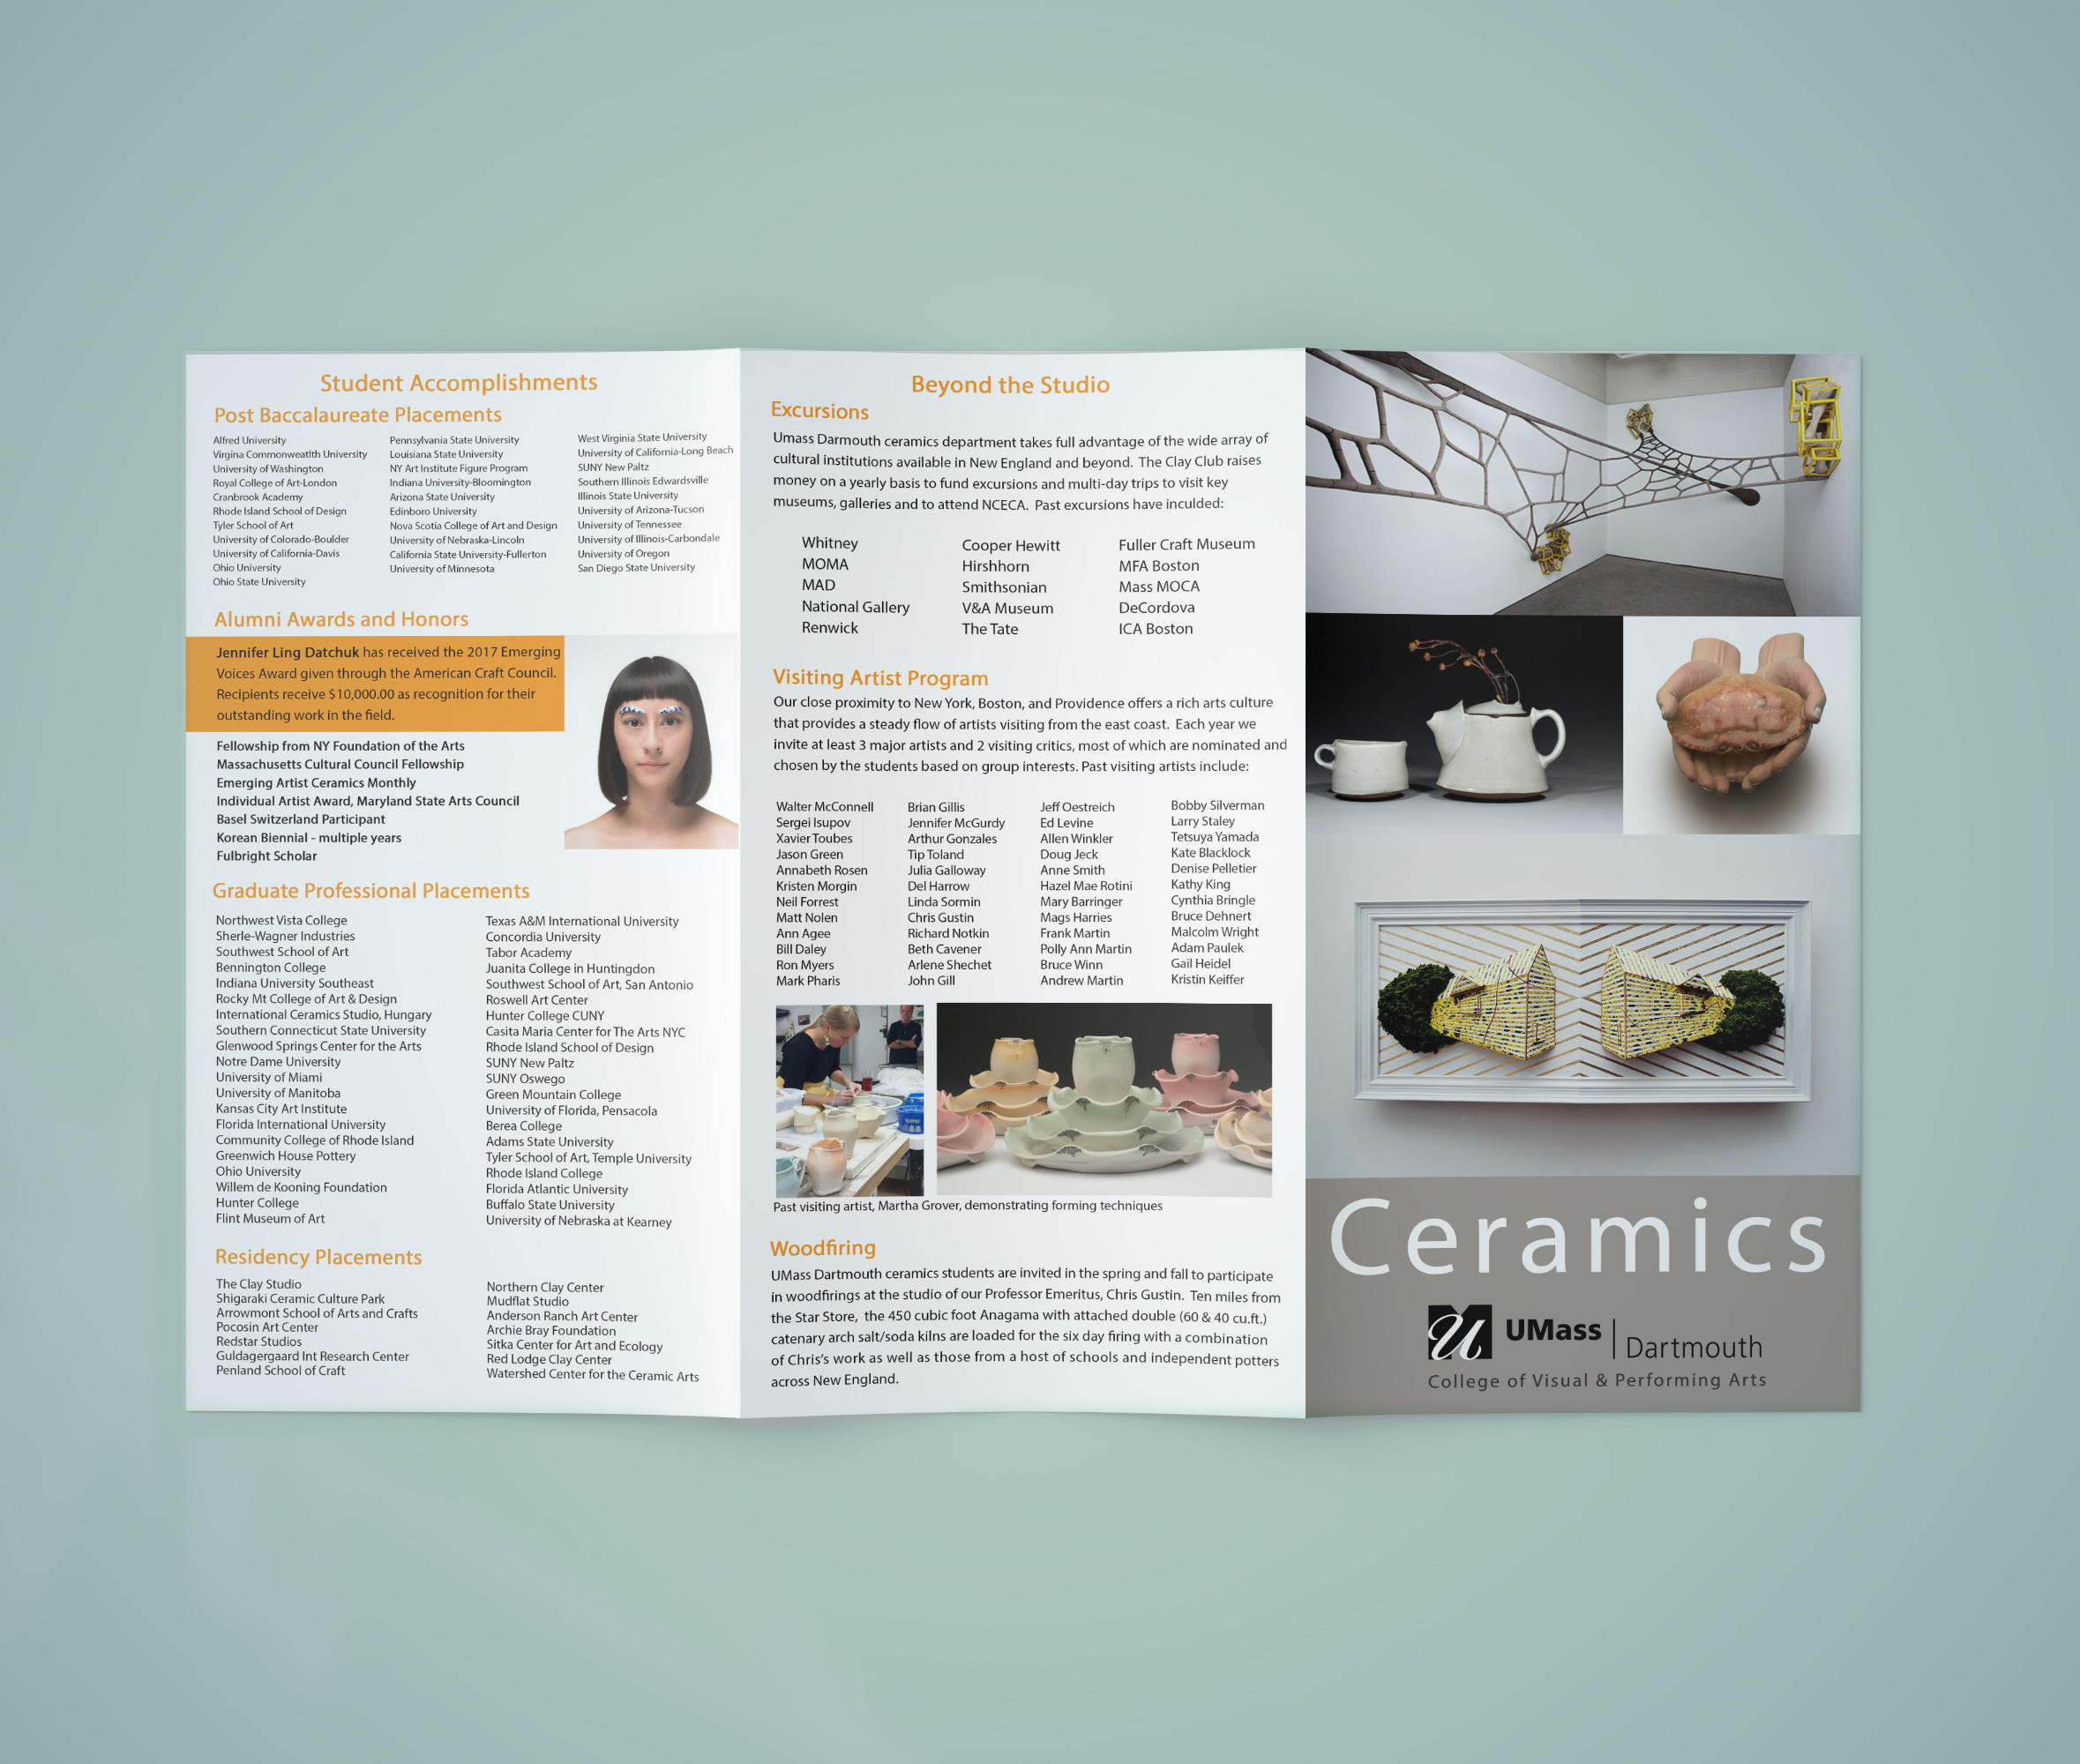 Student Accomplishments
Post Baccalaureate Placements
Alfred University
Virgina Commonwealth University
University of Washington
Royal College of Art-London
Cranbrook Academy
Rhode Island School of Design
Tyler School of Art
University of Colorado-Boulder
University of California-Davis
Ohio University
Ohio State University
Pennsylvania State University
Louisiana State University
NY Art Institute Figure Program
Indiana University-Bloomington
Arizona State University
Edinboro University
Nova Scotia College of Art and Design
University of Nebraska-Lincoln
California State University-Fullerton
University of Minnesota
West Virginia State University
University of California-Long Beach
SUNY New Paltz
Southern Illinois Edwardsville
Illinois State University
University of Arizona-Tucson
University of Tennessee
University of Illinois-Carbondale
University of Oregon
San Diego State University
Alumni Awards and Honors
Jennifer Ling Datchuk has received the 2017 Emerging
Voices Award given through the American Craft Council.
Recipients receive $10,000.00 as recognition for their
outstanding work in the field.
Fellowship from NY Foundation of the Arts
Massachusetts Cultural Council Fellowship
Emerging Artist Ceramics Monthly
Individual Artist Award, Maryland State Arts Council
Basel Switzerland Participant
Korean Biennial - multiple years
Fulbright Scholar
Graduate Professional Placements
Northwest Vista College
Sherle-Wagner Industries
Southwest School of Art
Bennington College
Indiana University Southeast
Rocky Mt College of Art & Design
International Ceramics Studio, Hungary
Southern Connecticut State University
Glenwood Springs Center for the Arts
Notre Dame University
University of Miami
University of Manitoba
Kansas City Art Institute
Florida International University
Community College of Rhode Island
Greenwich House Pottery
Ohio University
Willem de Kooning Foundation
Hunter College
Flint Museum of Art
Texas A&M International University
Concordia University
Tabor Academy
Juanita College in Huntingdon
Southwest School of Art, San Antonio
Roswell Art Center
Hunter College CUNY
Casita Maria Center for The Arts NYC
Rhode Island School of Design
SUNY New Paltz
SUNY Oswego
Green Mountain College
University of Florida, Pensacola
Berea College
Adams State University
Tyler School of Art, Temple University
Rhode Island College
Florida Atlantic University
Buffalo State University
University of Nebraska at Kearney
Residency Placements
The Clay Studio
Shigaraki Ceramic Culture Park
Arrowmont School of Arts and Crafts
Pocosin Art Center
Redstar Studios
Guldagergaard Int Research Center
Penland School of Craft
Northern Clay Center
Mudflat Studio
Anderson Ranch Art Center
Archie Bray Foundation
Sitka Center for Art and Ecology
Red Lodge Clay Center
Watershed Center for the Ceramic Arts
Beyond the Studio
Excursions
Umass Darmouth ceramics department takes full advantage of the wide array of
cultural institutions available in New England and beyond. The Clay Club raises
money on a yearly basis to fund excursions and multi-day trips to visit key
museums, galleries and to attend NCECA. Past excursions have inculded:
Whitney
MOMA
MAD
National Gallery
Renwick
Cooper Hewitt
Hirshhorn
Smithsonian
V&A Museum
The Tate
Fuller Craft Museum
MFA Boston
Mass MOCA
DeCordova
ICA Boston
Visiting Artist Program
Our close proximity to New York, Boston, and Providence offers a rich arts culture
that provides a steady flow of artists visiting from the east coast. Each year we
invite at least 3 major artists and 2 visiting critics, most of which are nominated and
chosen by the students based on group interests. Past visiting artists include:
Walter McConnell
Sergei Isupov
Xavier Toubes
Jason Green
Annabeth Rosen
Kristen Morgin
Neil Forrest
Matt Nolen
Ann Agee
Bill Daley
Ron Myers
Mark Pharis
Brian Gillis
Jennifer McGurdy
Arthur Gonzales
Tip Toland
Julia Galloway
Del Harrow
Linda Sormin
Chris Gustin
Richard Notkin
Beth Cavener
Arlene Shechet
John Gill
Jeff Oestreich
Ed Levine
Allen Winkler
Doug Jeck
Anne Smith
Hazel Mae Rotini
Mary Barringer
Mags Harries
Frank Martin
Polly Ann Martin
Bruce Winn
Andrew Martin
Bobby Silverman
Larry Staley
Tetsuya Yamada
Kate Blacklock
Denise Pelletier
Kathy King
Cynthia Bringle
Bruce Dehnert
Malcolm Wright
Adam Paulek
Gail Heidel
Kristin Keiffer
Past visiting artist, Martha Grover, demonstrating forming techniques
Woodfiring
UMass Dartmouth ceramics students are invited in the spring and fall to participate
in woodfirings at the studio of our Professor Emeritus, Chris Gustin. Ten miles from
the Star Store, the 450 cubic foot Anagama with attached double (60 & 40 cu.ft.)
catenary arch salt/soda kilns are loaded for the six day firing with a combination
of Chris's work as well as those from a host of schools and independent potters
across New England.
Ceramics
UMass | Dartmouth
College of Visual & Performing Arts